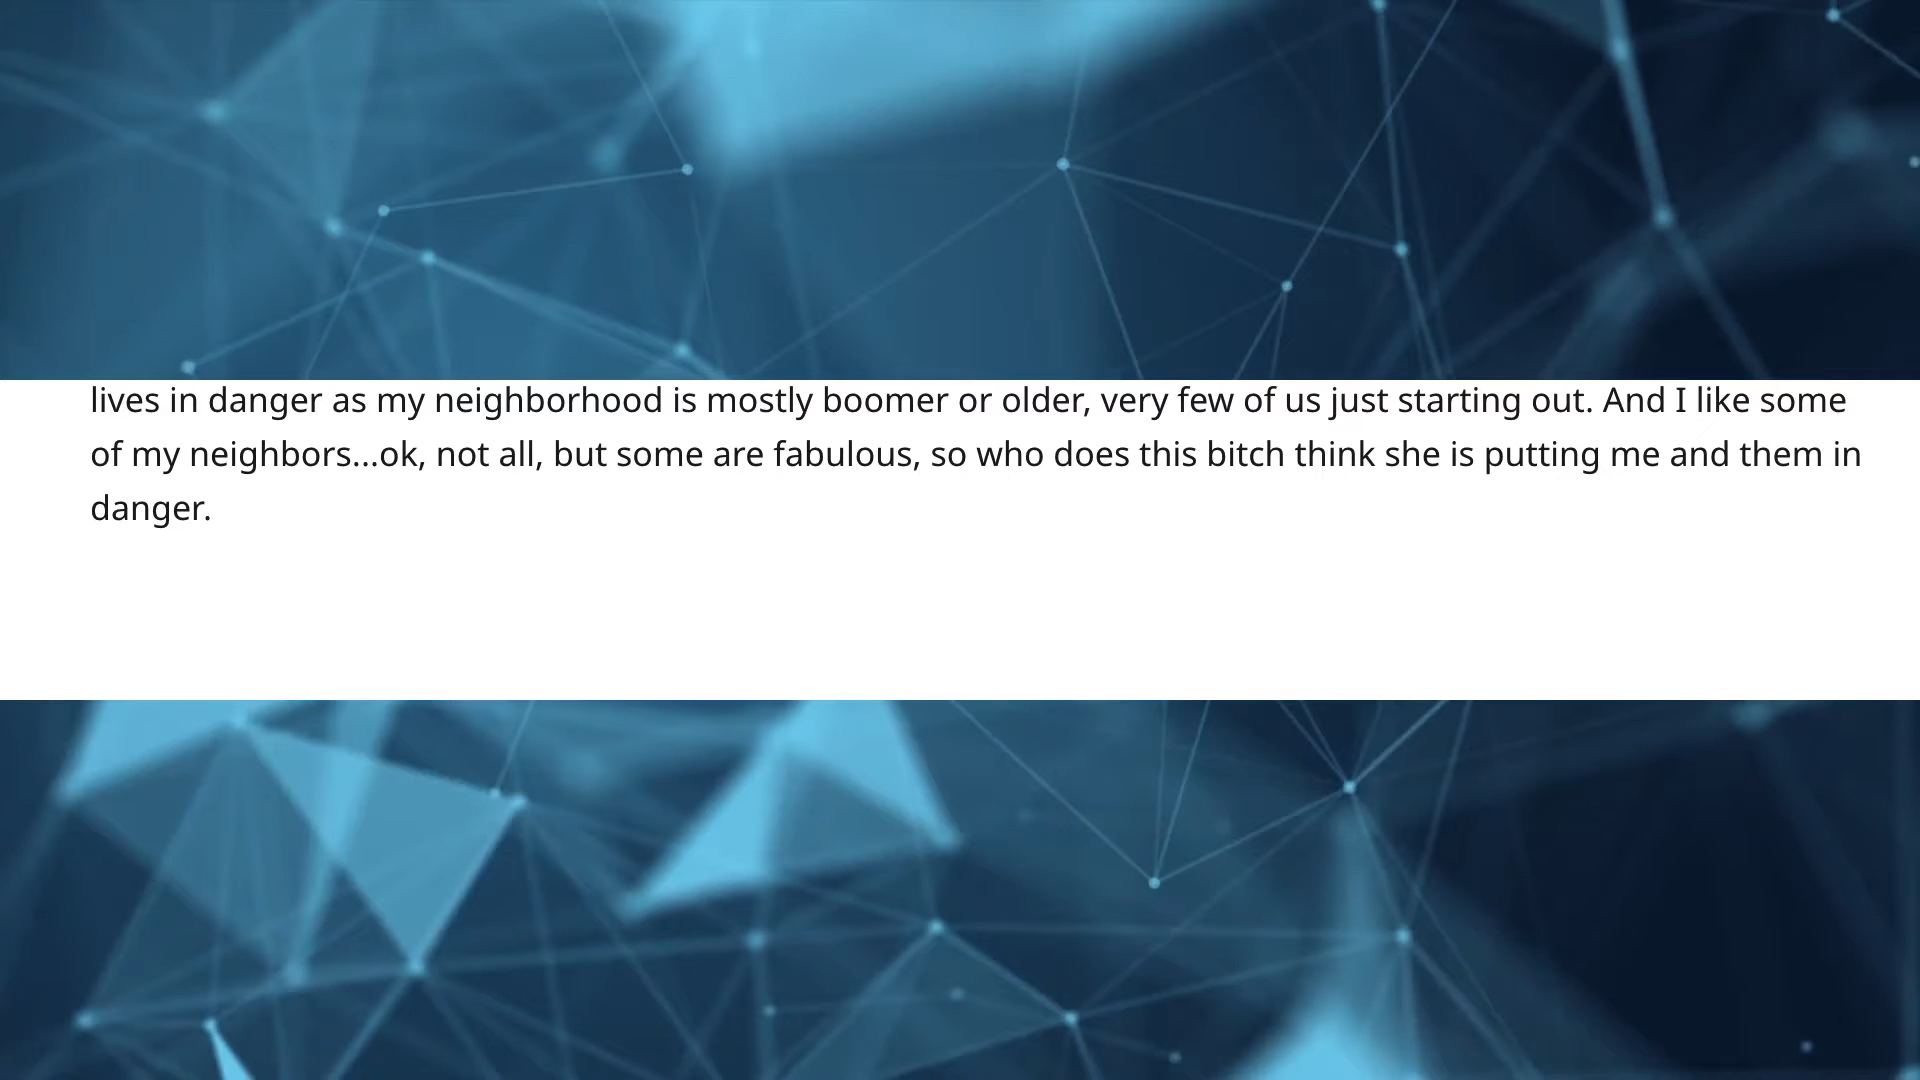 lives in danger as my neighborhood is mostly boomer or older, very few of us just starting out. And I like some
of my neighbors...ok, not all, but some are fabulous, so who does this bitch think she is putting me and them in
danger.